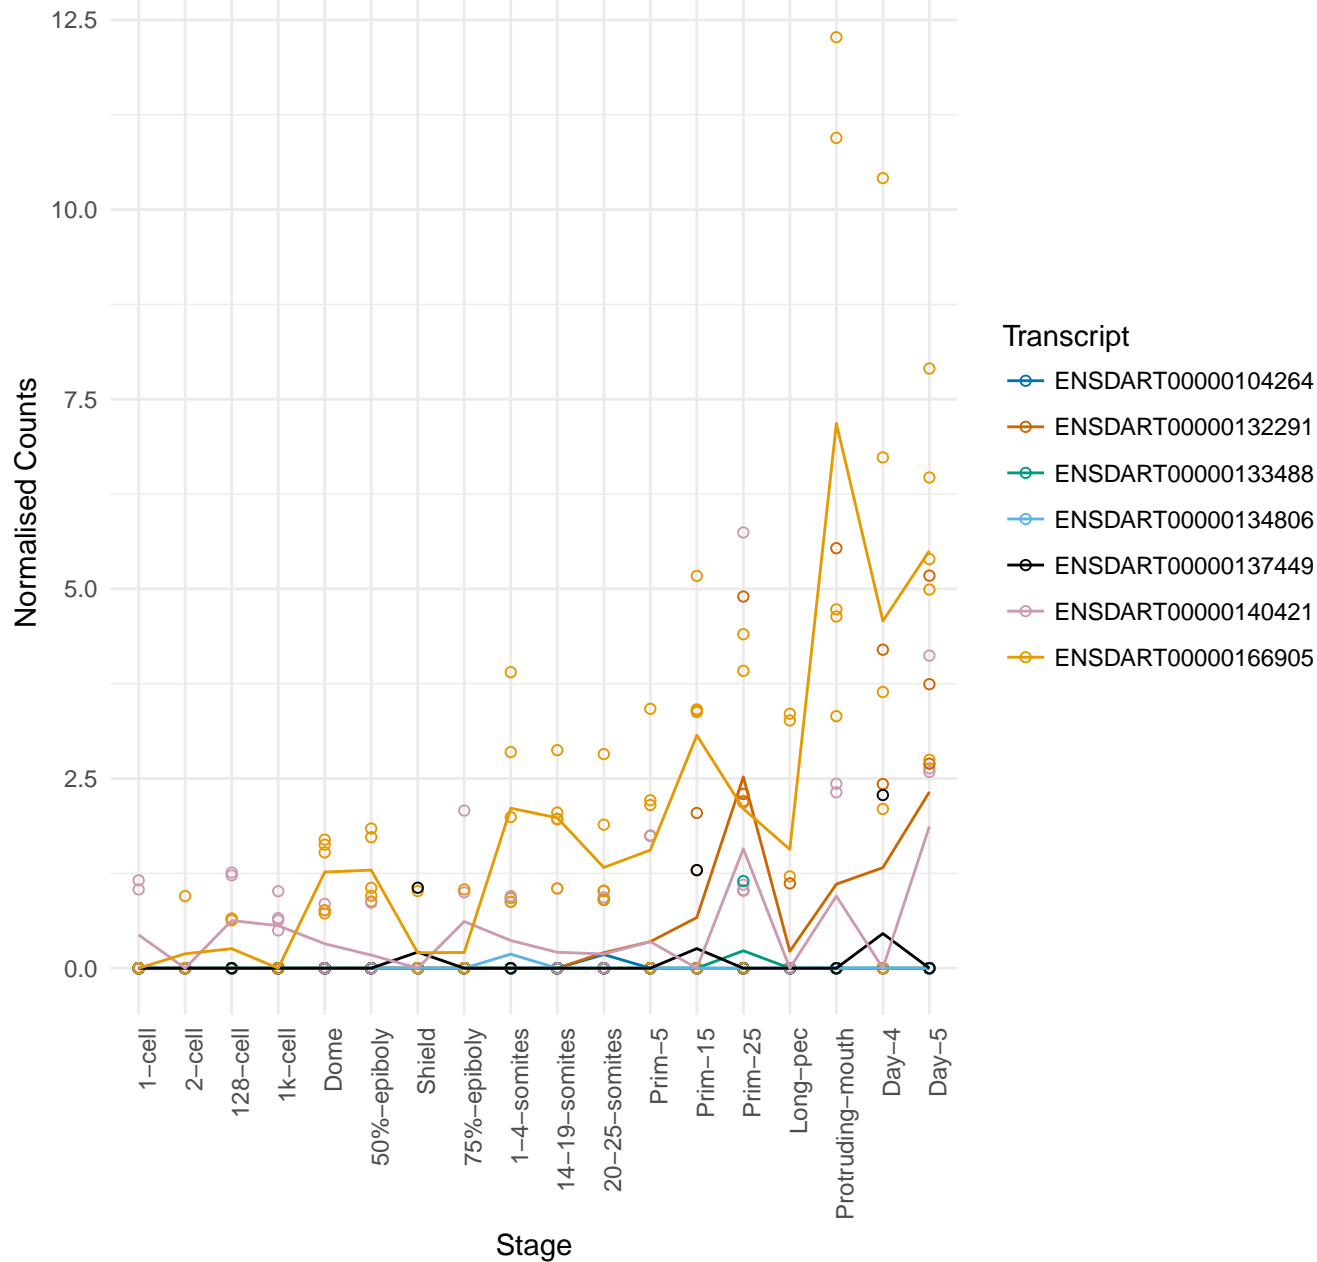 12.5
10.0
7.5
5.0
2.5
0.0
Normalised Counts
1−cell
2−cell
128−cell
1k−cell
Dome
50%−epiboly
Shield
75%−epiboly
1−4−somites
14−19−somites
20−25−somites
Prim−5
Prim−15
Prim−25
Long−pec
Protruding−mouth
Day−4
Day−5
Stage
Transcript
ENSDART00000104264
ENSDART00000132291
ENSDART00000133488
ENSDART00000134806
ENSDART00000137449
ENSDART00000140421
ENSDART00000166905